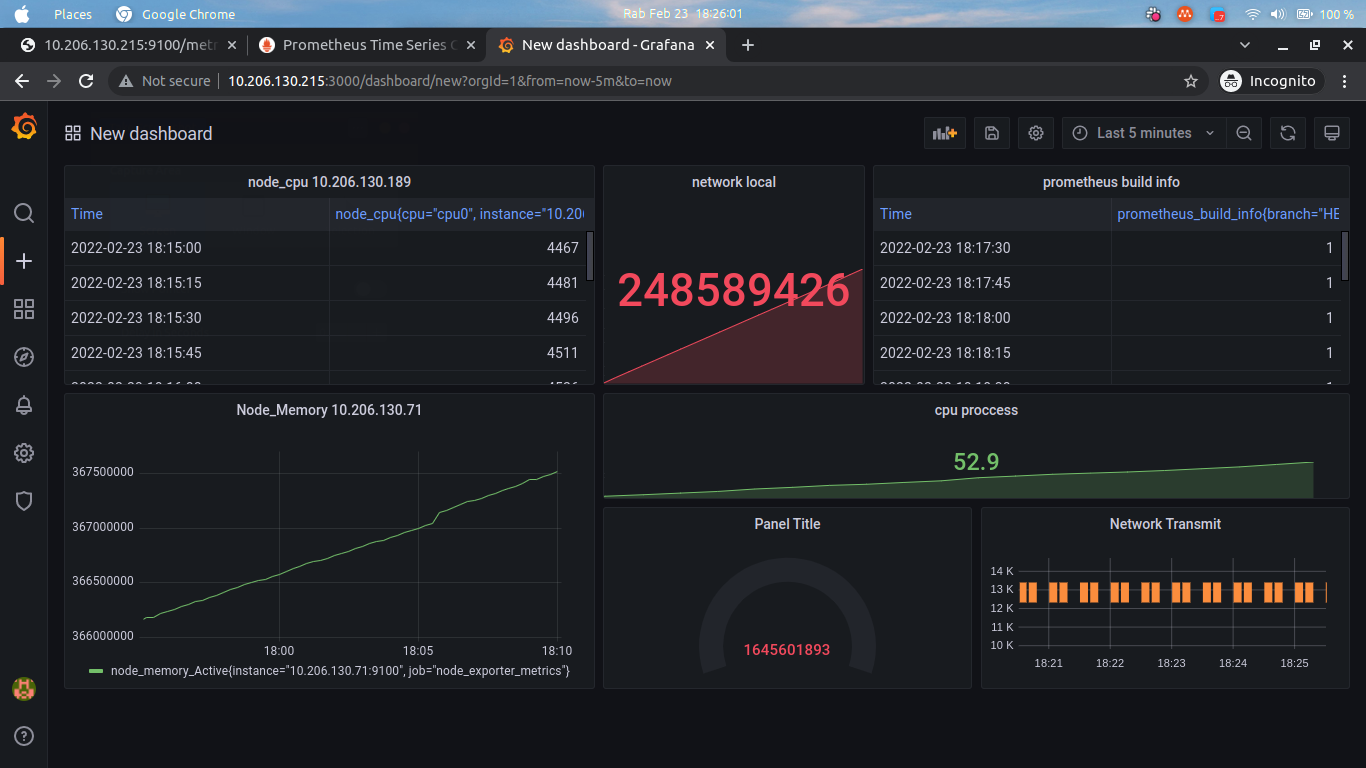 Places Google Chrome Rab Feb 23 18:26:01 100 %
10.206.130.215:9100/metr Prometheus Time Series C New dashboard - Grafana
Not secure 10.206.130.215:3000/dashboard/new?orgId=1&from=now-5m&to=now Incognito
New dashboard Last 5 minutes
node_cpu 10.206.130.189
Time node_cpu{cpu="cpu0", instance="10.20
2022-02-23 18:15:00 4467
2022-02-23 18:15:15 4481
2022-02-23 18:15:30 4496
2022-02-23 18:15:45 4511
network local
248589426
prometheus build info
Time prometheus_build_info{branch="HE
2022-02-23 18:17:30 1
2022-02-23 18:17:45 1
2022-02-23 18:18:00 1
2022-02-23 18:18:15 1
Node_Memory 10.206.130.71
367500000
367000000
366500000
366000000
18:00 18:05 18:10
node_memory_Active{instance="10.206.130.71:9100", job="node_exporter_metrics"}
cpu proccess
52.9
Panel Title
1645601893
Network Transmit
14 K
13 K
12 K
11 K
10 K
18:21 18:22 18:23 18:24 18:25